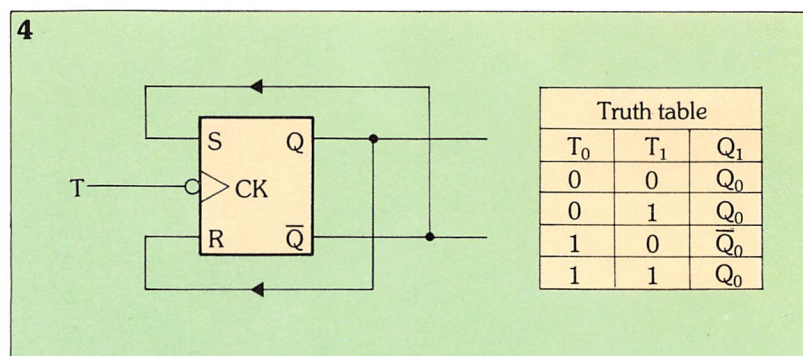 4
S Q
T CK
R Q̅
Truth table
T₀ T₁ Q₁
0 0 Q₀
0 1 Q₀
1 0 Q̅₀
1 1 Q₀